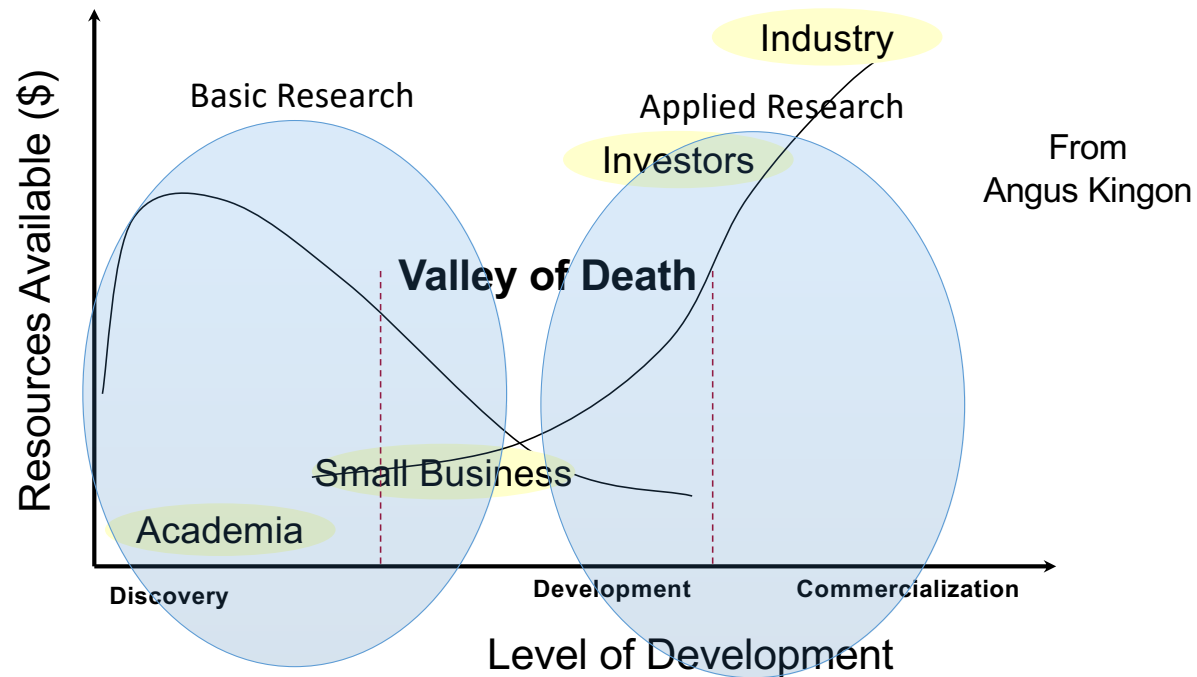 Industry
Basic Research
Applied Research
Investors
From
Angus Kingon
Resources Available ($)
Valley of Death
Small Business
Academia
Discovery
Development
Commercialization
Level of Development